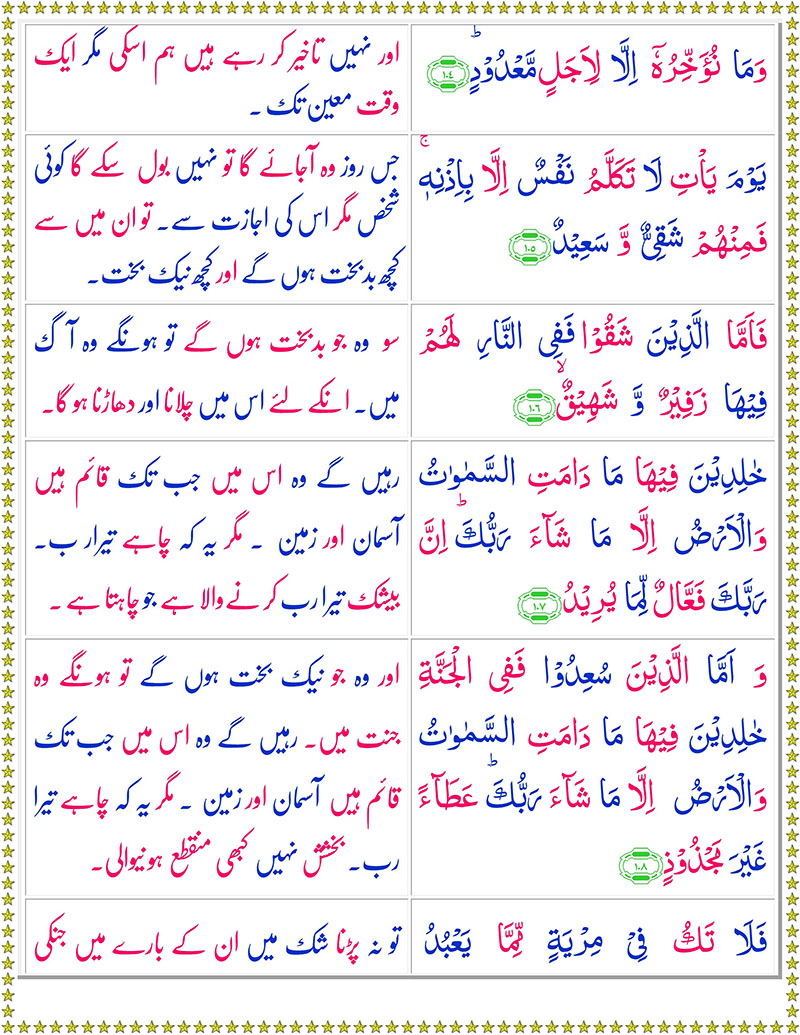 وَمَا نُؤَخِّرُهٗٓ اِلَّا لِاَجَلٍ مَّعْدُوْدٍؕ ﴿۱۰۴﴾
اور نہیں تاخیر کر رہے ہیں ہم اسکی مگر ایک
وقت معین تک ۔
يَوْمَ يَاْتِ لَا تَكَلَّمُ نَفْسٌ اِلَّا بِاِذْنِهٖ ۚ
فَمِنْهُمْ شَقِىٌّ وَّ سَعِيْدٌ ﴿۱۰۵﴾
جس روز وہ آجائے گا تو نہیں بول سکے گا کوئی
شخص مگر اس کی اجازت سے۔ تو ان میں سے
کچھ بدبخت ہوں گے اور کچھ نیک بخت۔
فَاَمَّا الَّذِيْنَ شَقُوْا فَفِى النَّارِ لَهُمْ
فِيْهَا زَفِيْرٌ وَّ شَهِيْقٌ ۙ ﴿۱۰۶﴾
سو وہ جو بدبخت ہوں گے تو ہونگے وہ آگ
میں۔ انکے لئے اس میں چلانا اور دھاڑنا ہو گا۔
خٰلِدِيْنَ فِيْهَا مَا دَامَتِ السَّمٰوٰتُ
وَالْاَرْضُ اِلَّا مَا شَآءَ رَبُّكَ ؕ اِنَّ
رَبَّكَ فَعَّالٌ لِّمَا يُرِيْدُ ﴿۱۰۷﴾
رہیں گے وہ اس میں جب تک قائم ہیں
آسمان اور زمین ۔ مگر یہ کہ چاہے تیرا رب۔
بیشک تیرا رب کرنے والا ہے جو چاہتا ہے ۔
وَ اَمَّا الَّذِيْنَ سُعِدُوْا فَفِى الْجَنَّةِ
خٰلِدِيْنَ فِيْهَا مَا دَامَتِ السَّمٰوٰتُ
وَالْاَرْضُ اِلَّا مَا شَآءَ رَبُّكَ ؕ عَطَآءً
غَيْرَ مَجْذُوْذٍ ﴿۱۰۸﴾
اور وہ جو نیک بخت ہوں گے تو ہونگے وہ
جنت میں۔ رہیں گے وہ اس میں جب تک
قائم ہیں آسمان اور زمین ۔ مگر یہ کہ چاہے تیرا
رب۔ بخشش نہیں کبھی منقطع ہونیوالی۔
فَلَا تَكُ فِىْ مِرْيَةٍ مِّمَّا يَعْبُدُ
تو نہ پڑنا شک میں ان کے بارے میں جنکی